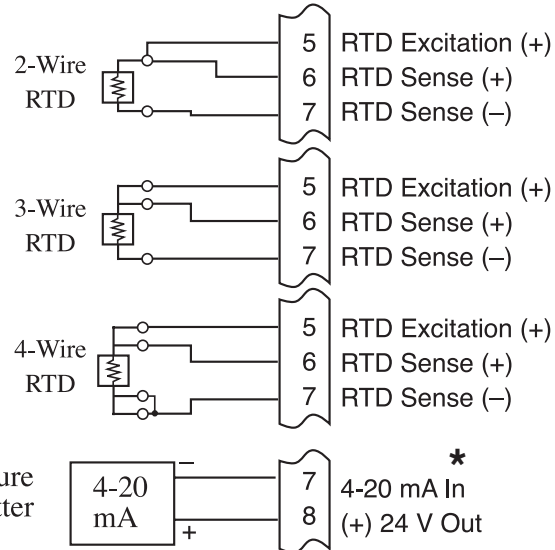 2-Wire
RTD
5 RTD Excitation (+)
6 RTD Sense (+)
7 RTD Sense (–)
3-Wire
RTD
5 RTD Excitation (+)
6 RTD Sense (+)
7 RTD Sense (–)
4-Wire
RTD
5 RTD Excitation (+)
6 RTD Sense (+)
7 RTD Sense (–)
ure
tter
4-20
mA
–
+
7 4-20 mA In *
8 (+) 24 V Out